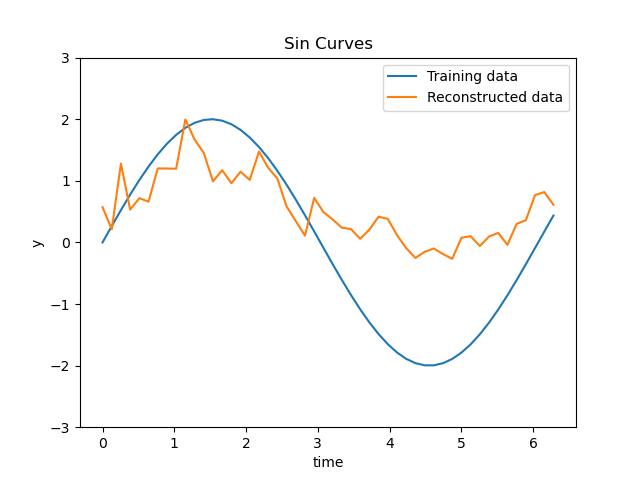 Sin Curves
Training data
Reconstructed data
3
2
1
0
−1
−2
−3
y
0 1 2 3 4 5 6
time